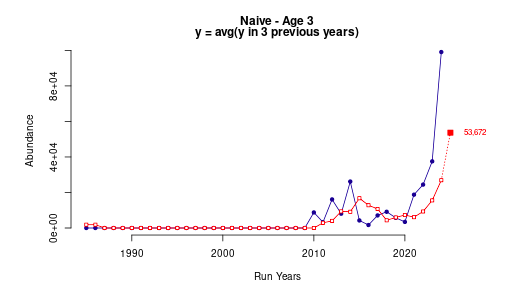 Naive - Age 3
y = avg(y in 3 previous years)
Abundance
8e+04
4e+04
0e+00
53,672
1990
2000
2010
2020
Run Years